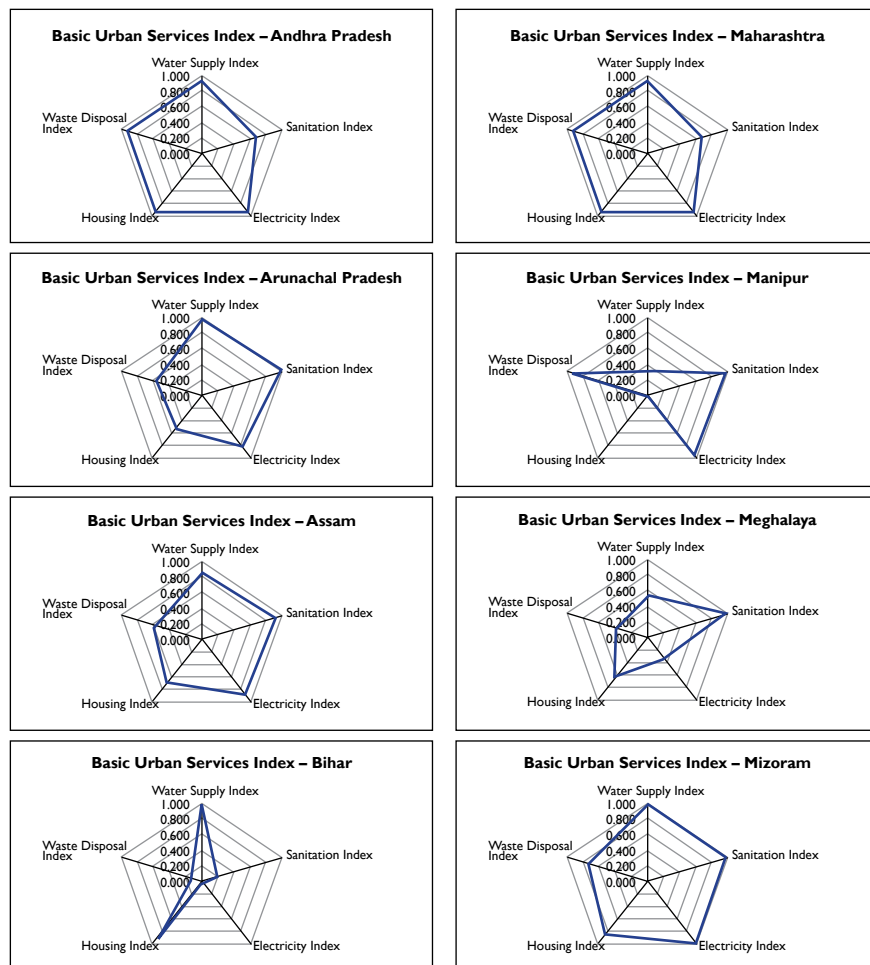 Basic Urban Services Index – Andhra Pradesh
Water Supply Index
1.000
0.800
0.600
0.400
0.200
0.000
Waste Disposal
Index
Sanitation Index
Housing Index
Electricity Index
Basic Urban Services Index – Maharashtra
Water Supply Index
1.000
0.800
0.600
0.400
0.200
0.000
Waste Disposal
Index
Sanitation Index
Housing Index
Electricity Index
Basic Urban Services Index – Arunachal Pradesh
Water Supply Index
1.000
0.800
0.600
0.400
0.200
0.000
Waste Disposal
Index
Sanitation Index
Housing Index
Electricity Index
Basic Urban Services Index – Manipur
Water Supply Index
1.000
0.800
0.600
0.400
0.200
0.000
Waste Disposal
Index
Sanitation Index
Housing Index
Electricity Index
Basic Urban Services Index – Assam
Water Supply Index
1.000
0.800
0.600
0.400
0.200
0.000
Waste Disposal
Index
Sanitation Index
Housing Index
Electricity Index
Basic Urban Services Index – Meghalaya
Water Supply Index
1.000
0.800
0.600
0.400
0.200
0.000
Waste Disposal
Index
Sanitation Index
Housing Index
Electricity Index
Basic Urban Services Index – Bihar
Water Supply Index
1.000
0.800
0.600
0.400
0.200
0.000
Waste Disposal
Index
Sanitation Index
Housing Index
Electricity Index
Basic Urban Services Index – Mizoram
Water Supply Index
1.000
0.800
0.600
0.400
0.200
0.000
Waste Disposal
Index
Sanitation Index
Housing Index
Electricity Index